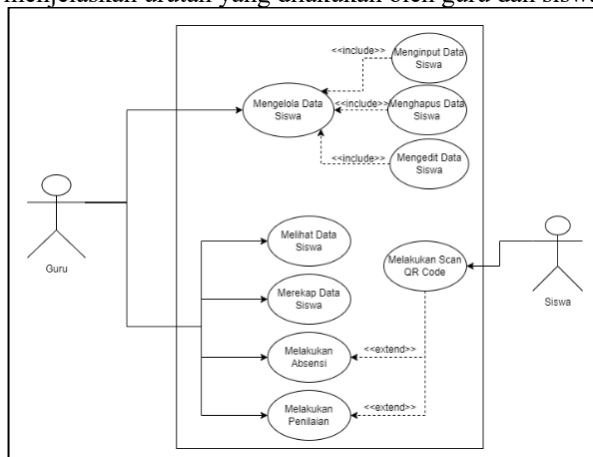 menjelaskan urutan yang dilakukan oleh guru dan siswa
<<include>>
Menginput Data
Siswa
Mengelola Data
Siswa
<<include>>
Menghapus Data
Siswa
<<include>>
Mengedit Data
Siswa
Guru
Melihat Data
Siswa
Melakukan Scan
QR Code
Siswa
Merekap Data
Siswa
Melakukan
Absensi
<<extend>>
Melakukan
Penilaian
<<extend>>